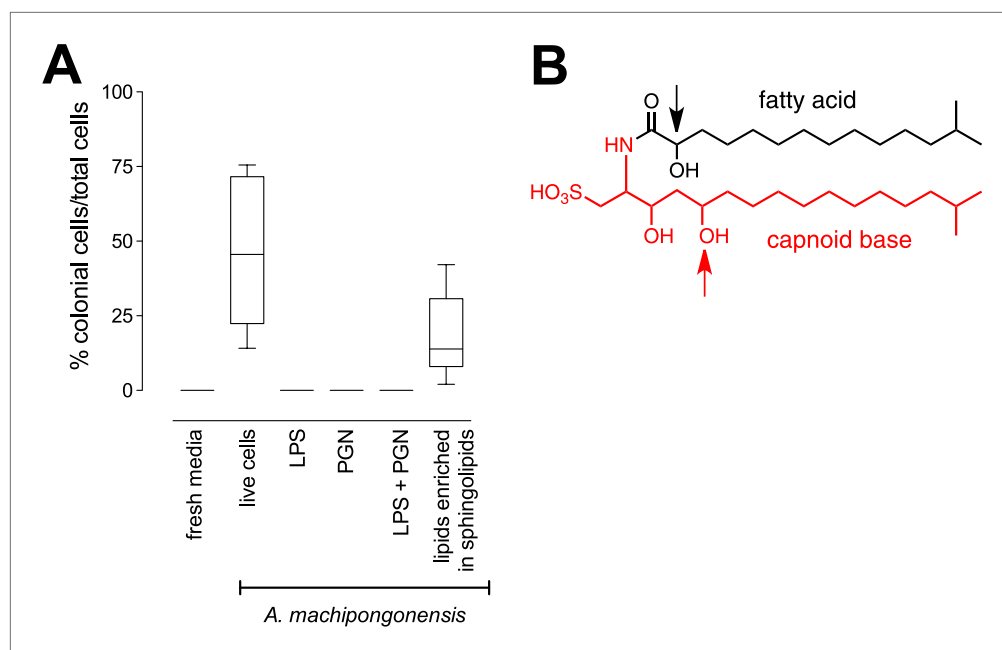 A
% colonial cells/total cells
100
75
50
25
0
fresh media
live cells
LPS
PGN
LPS + PGN
lipids enriched
in sphingolipids
A. machipongonensis
B
fatty acid
O
HN
OH
HO3S
OH
OH
capnoid base